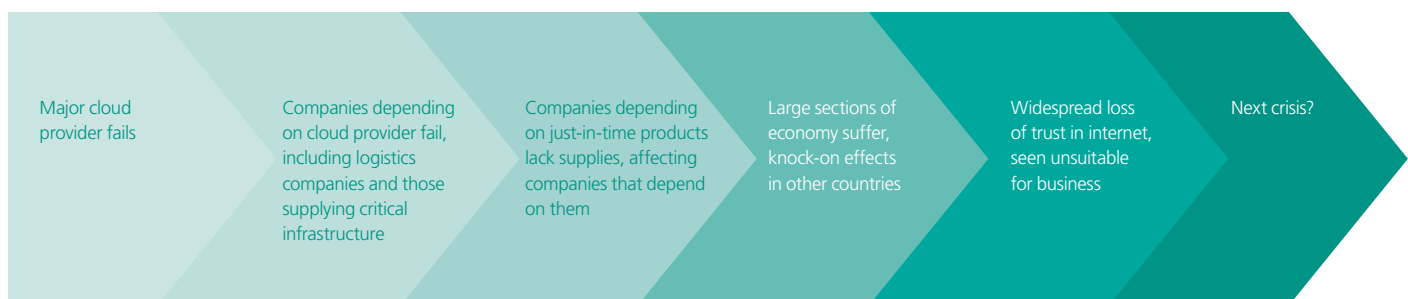 Major cloud
provider fails
Companies depending
on cloud provider fail,
including logistics
companies and those
supplying critical
infrastructure
Companies depending
on just-in-time products
lack supplies, affecting
companies that depend
on them
Large sections of
economy suffer,
knock-on effects
in other countries
Widespread loss
of trust in internet,
seen unsuitable
for business
Next crisis?